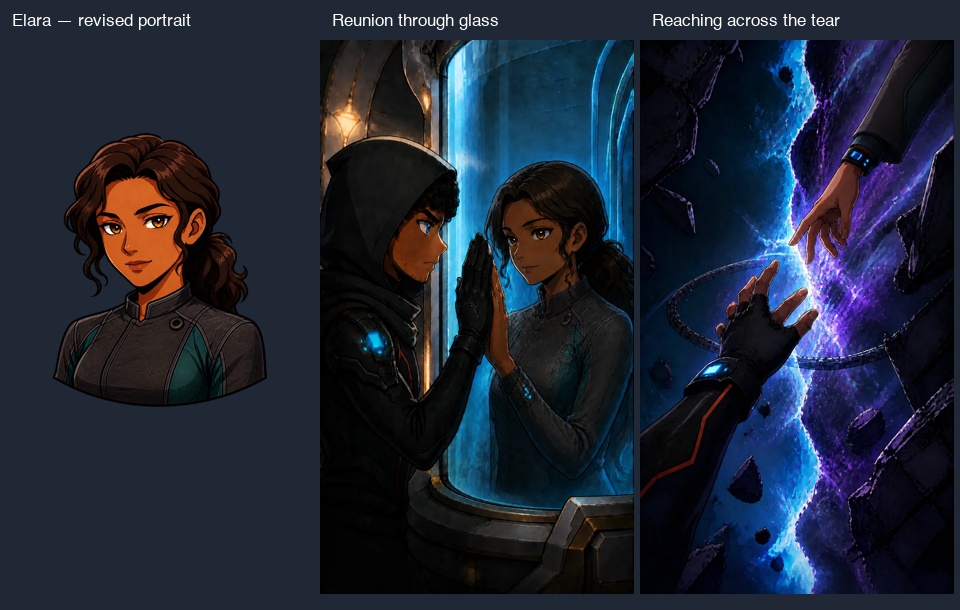 Elara — revised portrait
Reunion through glass
Reaching across the tear